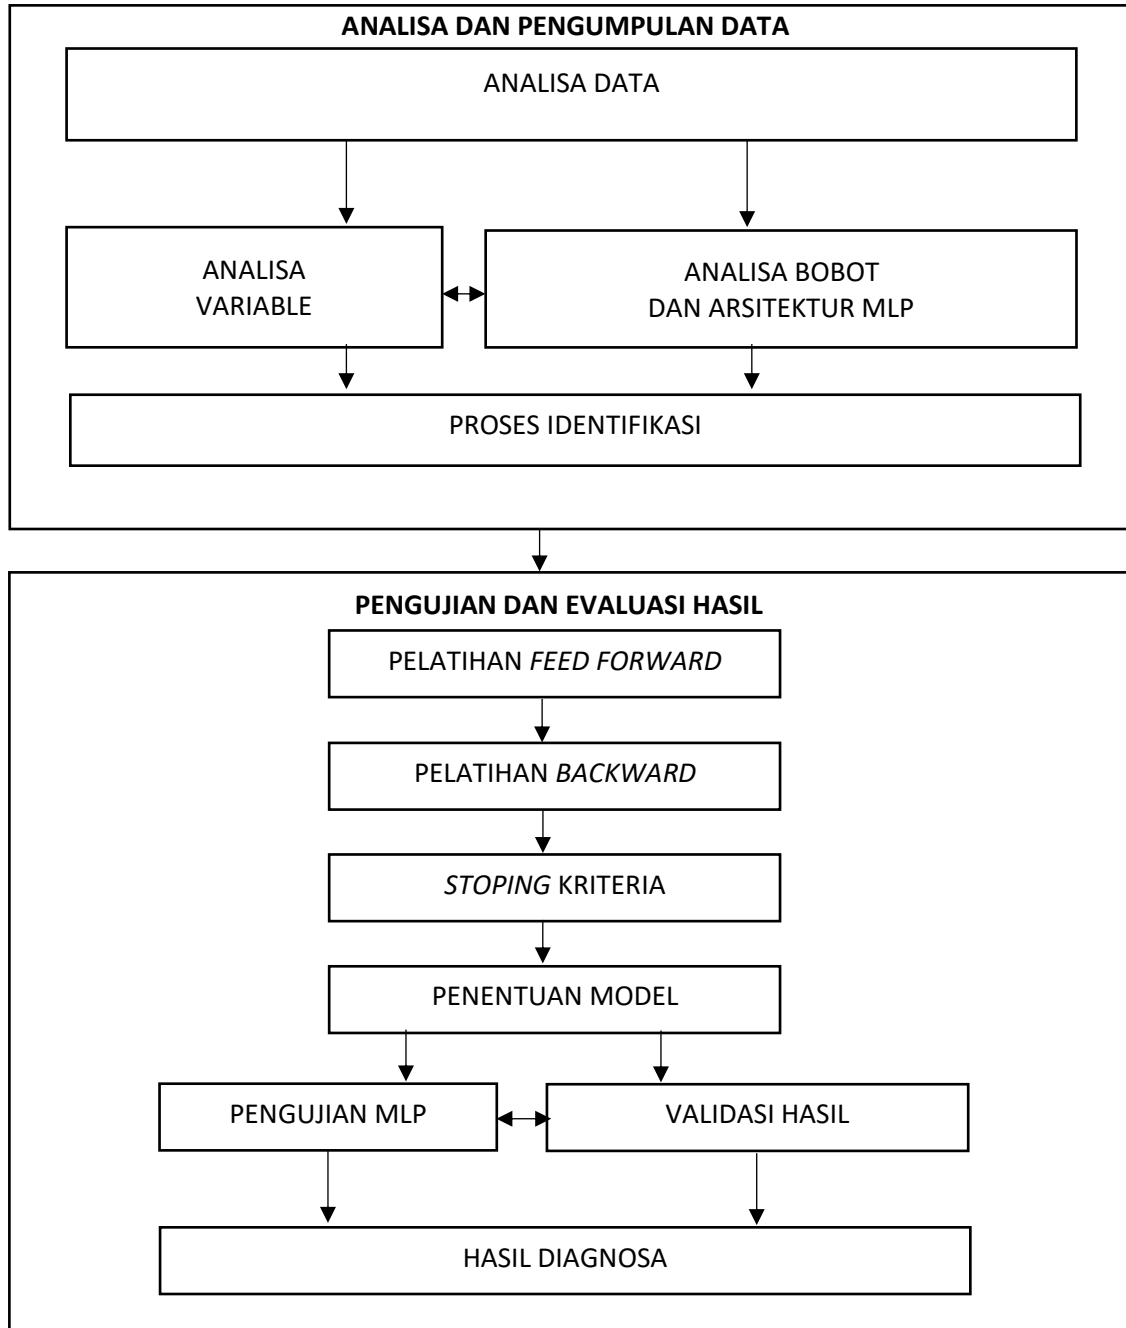 ANALISA DAN PENGUMPULAN DATA
ANALISA DATA
ANALISA
VARIABLE
ANALISA BOBOT
DAN ARSITEKTUR MLP
PROSES IDENTIFIKASI
PENGUJIAN DAN EVALUASI HASIL
PELATIHAN FEED FORWARD
PELATIHAN BACKWARD
STOPING KRITERIA
PENENTUAN MODEL
PENGUJIAN MLP
VALIDASI HASIL
HASIL DIAGNOSA